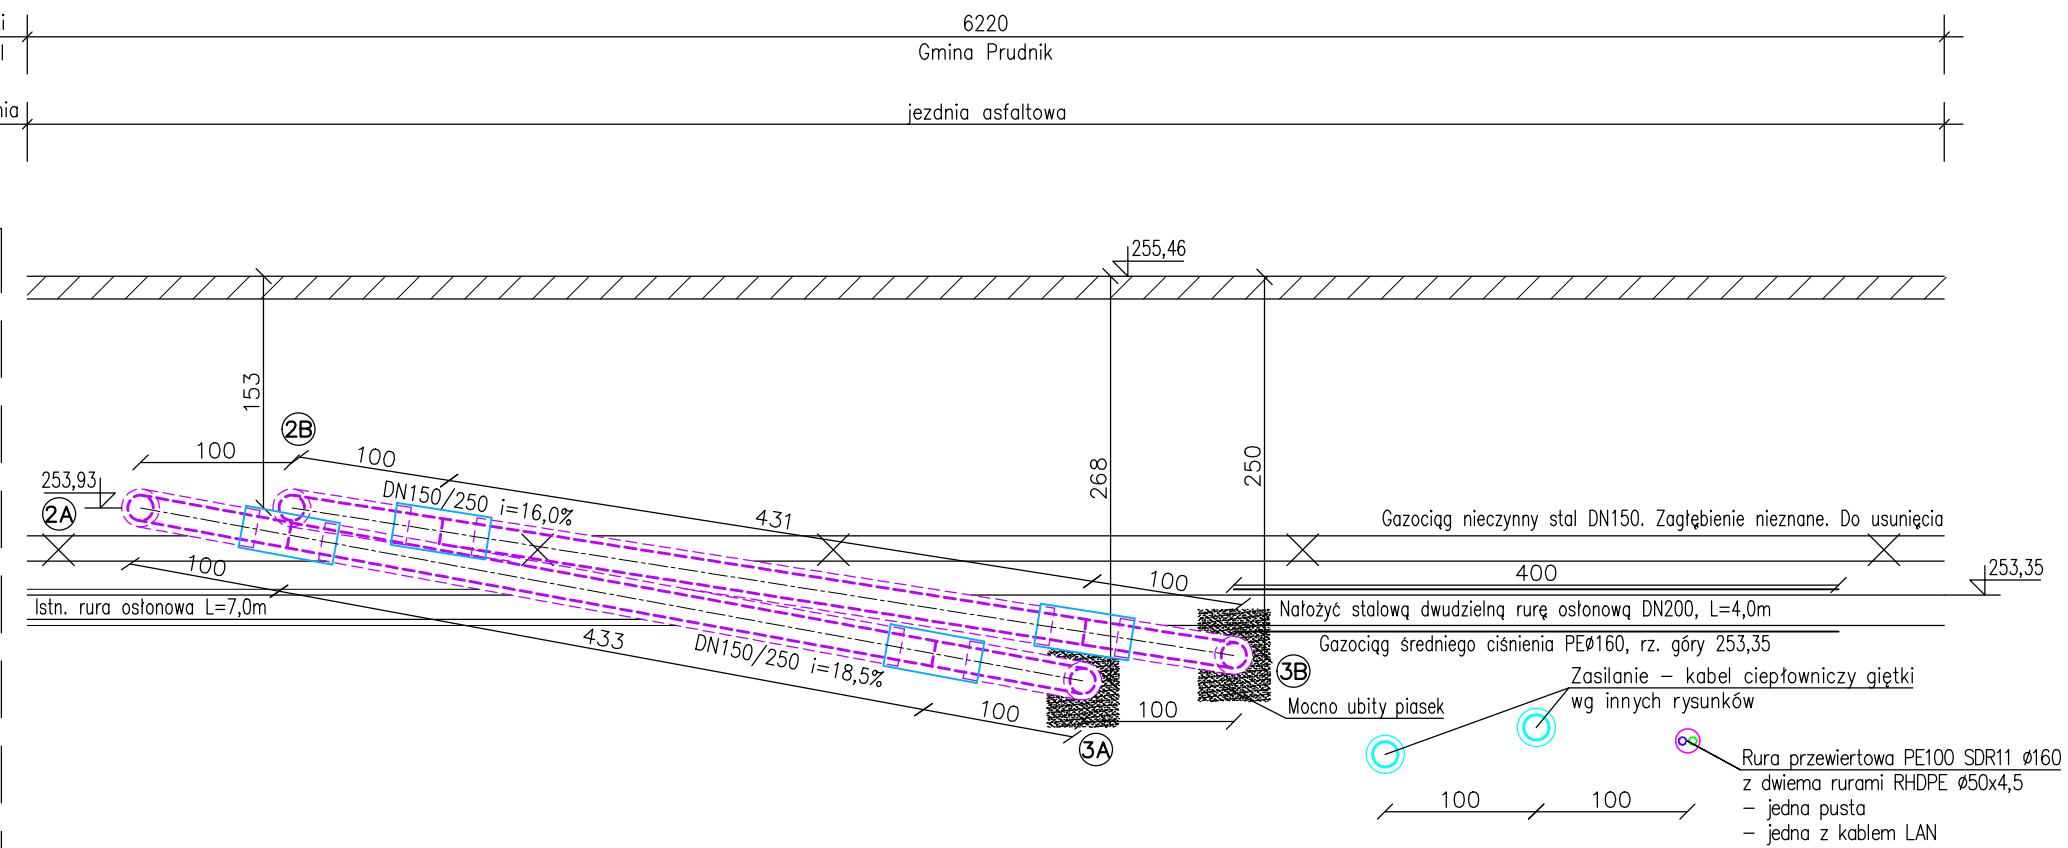 6220
Gmina Prudnik
jezdnia asfaltowa
255,46
153
2B
100
100
253,93
2A
DN150/250 i=16,0%
431
268
250
Gazociąg nieczynny stal DN150. Zagłębienie nieznane. Do usunięcia
100
100
400
253,35
Istn. rura osłonowa L=7,0m
Nałożyć stalową dwudzielną rurę osłonową DN200, L=4,0m
433
DN150/250 i=18,5%
Gazociąg średniego ciśnienia PEø160, rz. góry 253,35
3B
Zasilanie – kabel ciepłowniczy giętki
wg innych rysunków
100
100
Mocno ubity piasek
3A
Rura przewiertowa PE100 SDR11 ø160
z dwiema rurami RHDPE ø50x4,5
– jedna pusta
– jedna z kablem LAN
100
100